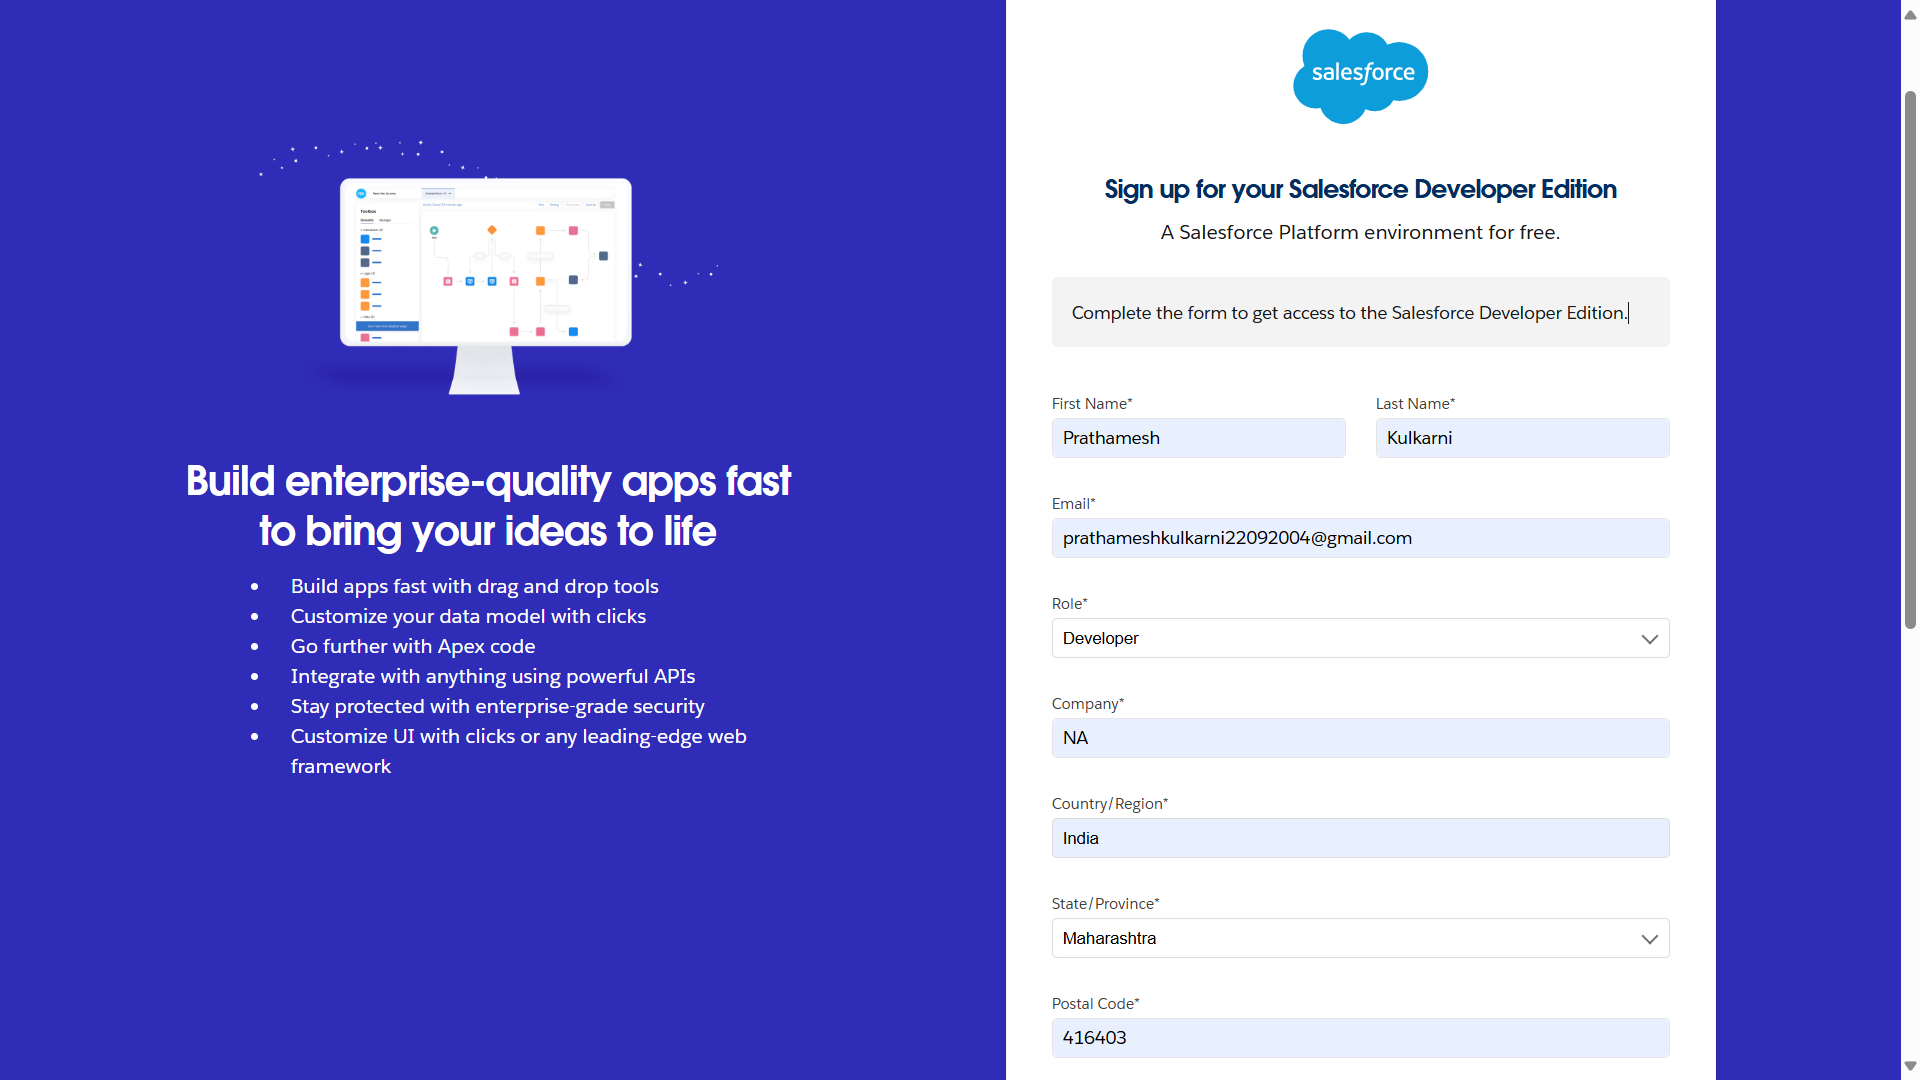 Build enterprise-quality apps fast
to bring your ideas to life
Build apps fast with drag and drop tools
Customize your data model with clicks
Go further with Apex code
Integrate with anything using powerful APIs
Stay protected with enterprise-grade security
Customize UI with clicks or any leading-edge web
framework
salesforce
Sign up for your Salesforce Developer Edition
A Salesforce Platform environment for free.
Complete the form to get access to the Salesforce Developer Edition.
First Name*
Last Name*
Prathamesh
Kulkarni
Email*
prathameshkulkarni22092004@gmail.com
Role*
Developer
Company*
NA
Country/Region*
India
State/Province*
Maharashtra
Postal Code*
416403